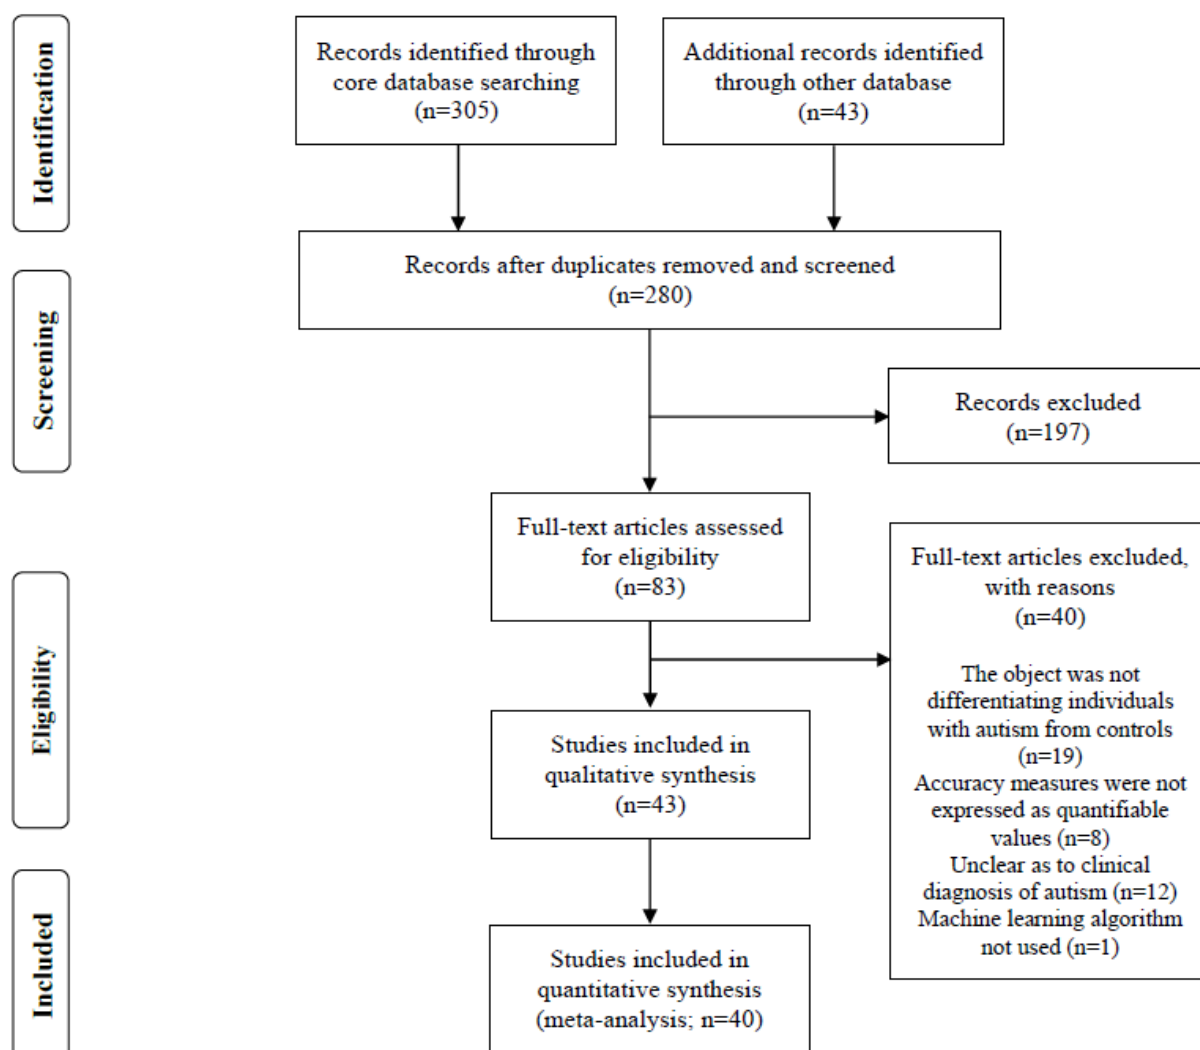 Identification
Records identified through
core database searching
(n=305)
Additional records identified
through other database
(n=43)
Records after duplicates removed and screened
(n=280)
Screening
Records excluded
(n=197)
Full-text articles assessed
for eligibility
(n=83)
Eligibility
Full-text articles excluded,
with reasons
(n=40)
The object was not
differentiating individuals
with autism from controls
(n=19)
Accuracy measures were not
expressed as quantifiable
values (n=8)
Unclear as to clinical
diagnosis of autism (n=12)
Machine learning algorithm
not used (n=1)
Studies included in
qualitative synthesis
(n=43)
Included
Studies included in
quantitative synthesis
(meta-analysis; n=40)